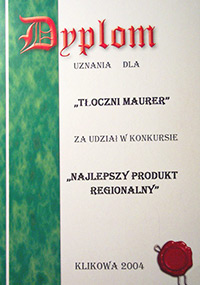 Dyplom
UZNANIA DLA
„TŁOCZNI MAURER"
ZA UDZIAŁ W KONKURSIE
„NAJLEPSZY PRODUKT
REGIONALNY"
KLIKOWA 2004